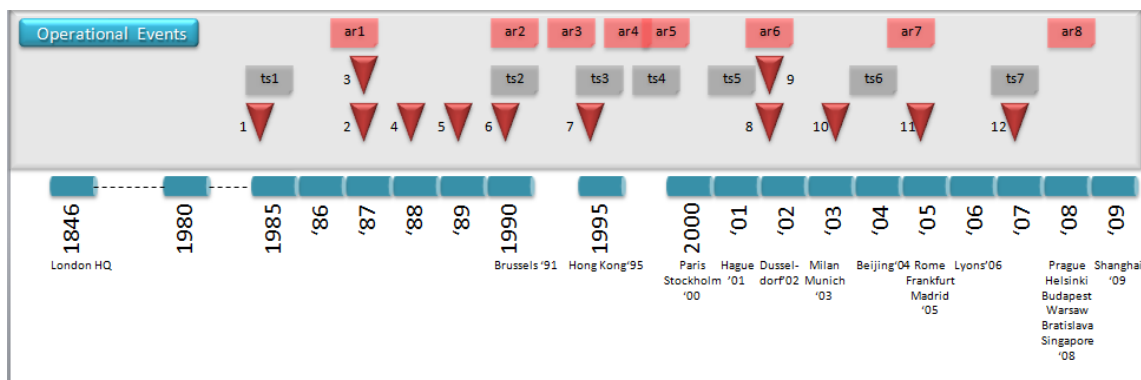 Operational Events
ar1 ar2 ar3 ar4 ar5 ar6 ar7 ar8
3 9
ts1 ts2 ts3 ts4 ts5 ts6 ts7
1 2 4 5 6 7 8 10 11 12
1846 1980 1985 ‘86 ‘87 ‘88 ‘89 1990 1995 2000 ‘01 ‘02 ‘03 ‘04 ‘05 ‘06 ‘07 ‘08 ‘09
London HQ
Brussels ‘91
Hong Kong‘95
Paris
Stockholm
‘00
Hague
‘01
Dussel-
dorf‘02
Milan
Munich
‘03
Beijing‘04
Rome
Frankfurt
Madrid
‘05
Lyons‘06
Prague
Helsinki
Budapest
Warsaw
Bratislava
Singapore
‘08
Shanghai
‘09